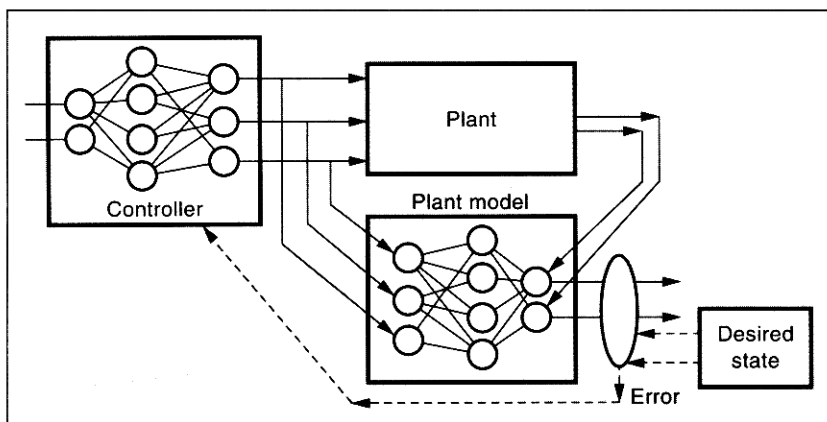 Plant
Controller
Plant model
Desired
state
Error